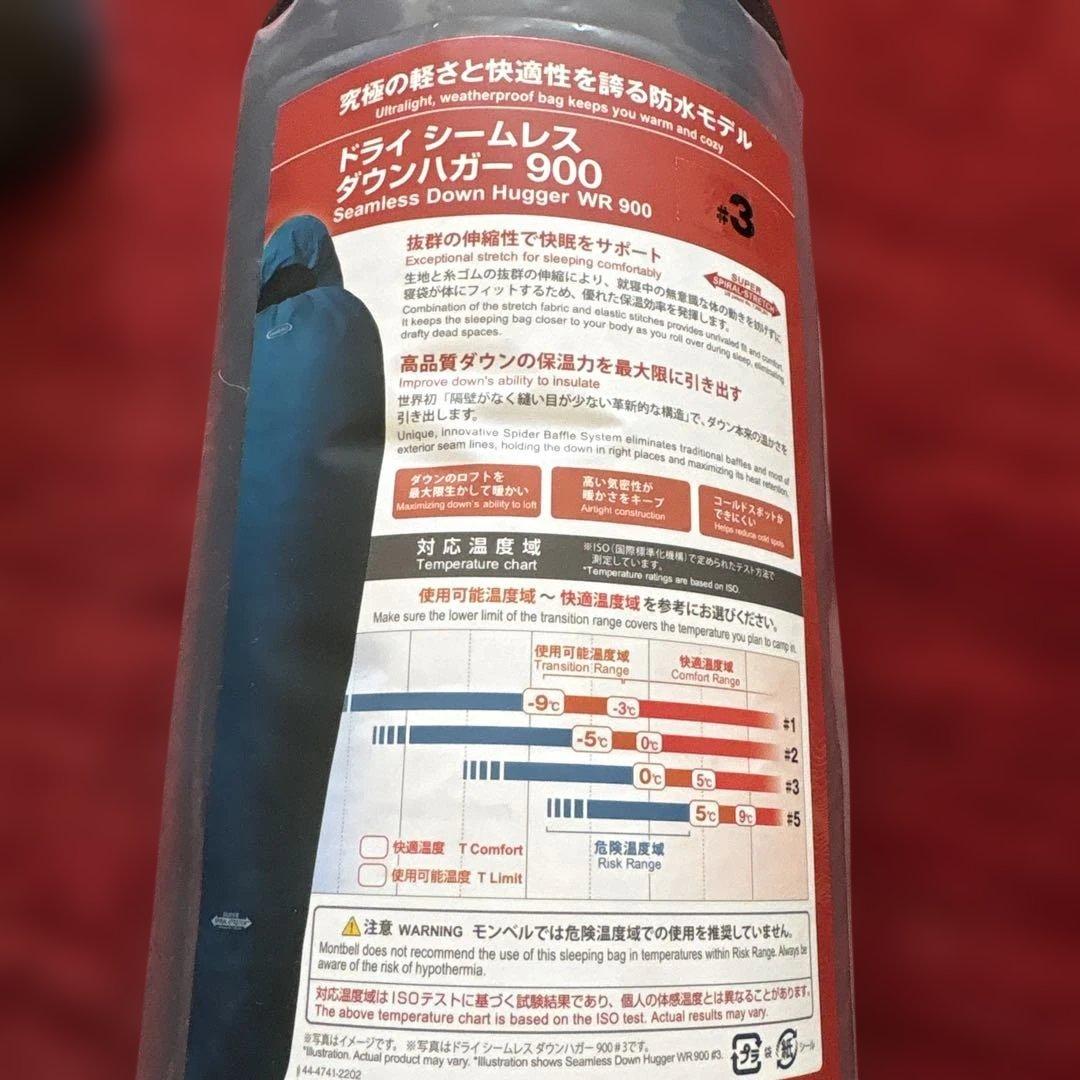 究極の軽さと快適性を誇る防水モデル
Ultralight, weatherproof bag keeps you warm and cozy
ドライ シームレス
ダウンハガー 900
Seamless Down Hugger WR 900
#3
抜群の伸縮性で快眠をサポート
Exceptional stretch for sleeping comfortably
SUPER
SPIRAL-STRETCH
生地と糸ゴムの抜群の伸縮により、就寝中の無意識な体の動きを妨げずに
寝袋が体にフィットするため、優れた保温効率を発揮します。
Combination of the stretch fabric and elastic stitches provides unrivaled fit and comfort.
It keeps the sleeping bag closer to your body as you roll over during sleep, eliminating
drafty dead spaces.
高品質ダウンの保温力を最大限に引き出す
Improve down's ability to insulate
世界初「隔壁がなく縫い目が少ない革新的な構造」で、ダウン本来の温かさを
引き出します。
Unique, innovative Spider Baffle System eliminates traditional baffles and most of
exterior seam lines, holding the down in right places and maximizing its heat retention.
ダウンのロフトを
最大限生かして暖かい
Maximizing down's ability to loft
高い気密性が
暖かさをキープ
Airtight construction
コールドスポットが
できにくい
Helps reduce cold spots
対応温度域
Temperature chart
※ISO(国際標準化機構)で定められたテスト方法で
測定しています。
*Temperature ratings are based on ISO.
使用可能温度域 〜 快適温度域を参考にお選びください。
Make sure the lower limit of the transition range covers the temperature you plan to camp in.
使用可能温度域
Transition Range
快適温度域
Comfort Range
-9℃ -3℃ #1
-5℃ 0℃ #2
0℃ 5℃ #3
5℃ 9℃ #5
危険温度域
Risk Range
快適温度 T Comfort
使用可能温度 T Limit
注意 WARNING モンベルでは危険温度域での使用を推奨していません。
Montbell does not recommend the use of this sleeping bag in temperatures within Risk Range. Always be
aware of the risk of hypothermia.
対応温度域はISOテストに基づく試験結果であり、個人の体感温度とは異なることがあります。
The above temperature chart is based on the ISO test. Actual results may vary.
※写真はイメージです。 ※写真はドライ シームレス ダウンハガー 900 #3です。
*Illustration. Actual product may vary. *Illustration shows Seamless Down Hugger WR 900 #3.
44-4741-2202
プラ
袋
紙
シール